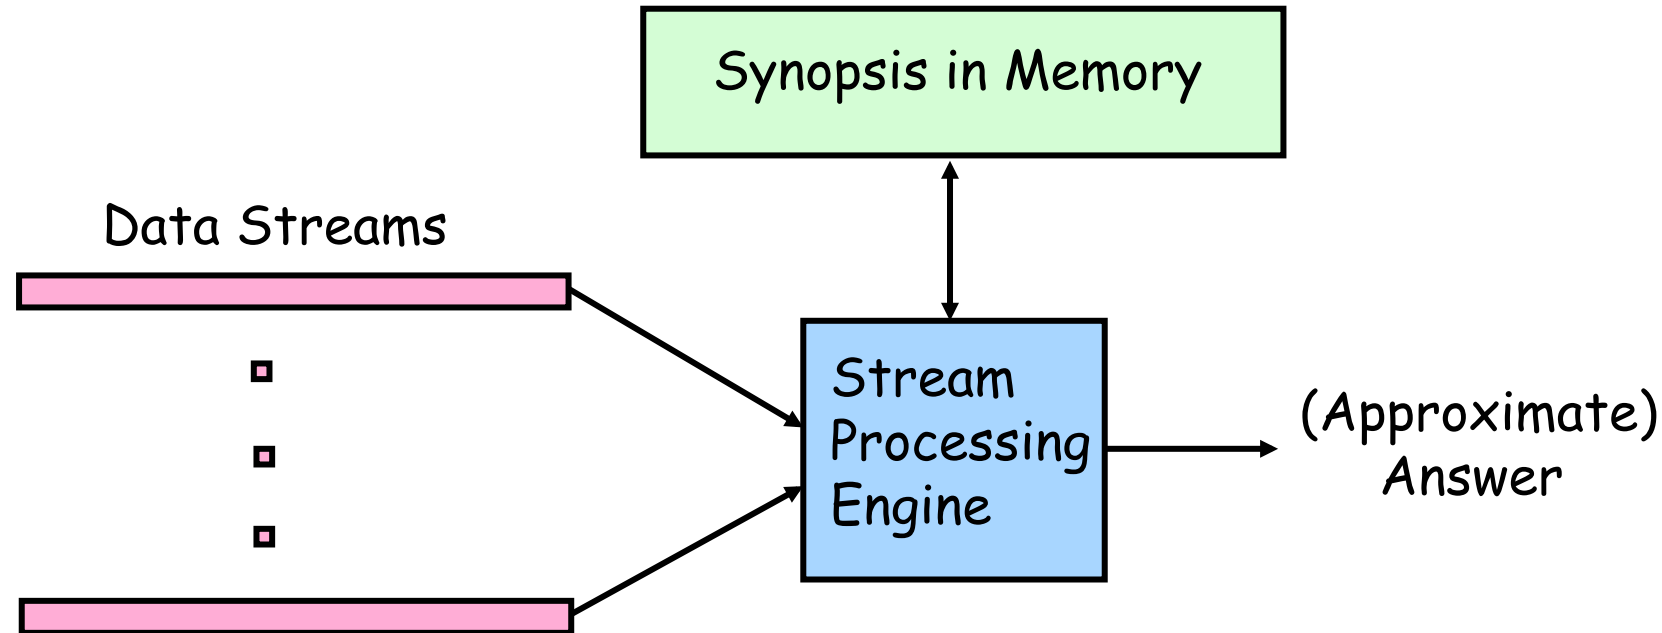 Synopsis in Memory
Data Streams
Stream
Processing
Engine
(Approximate)
Answer